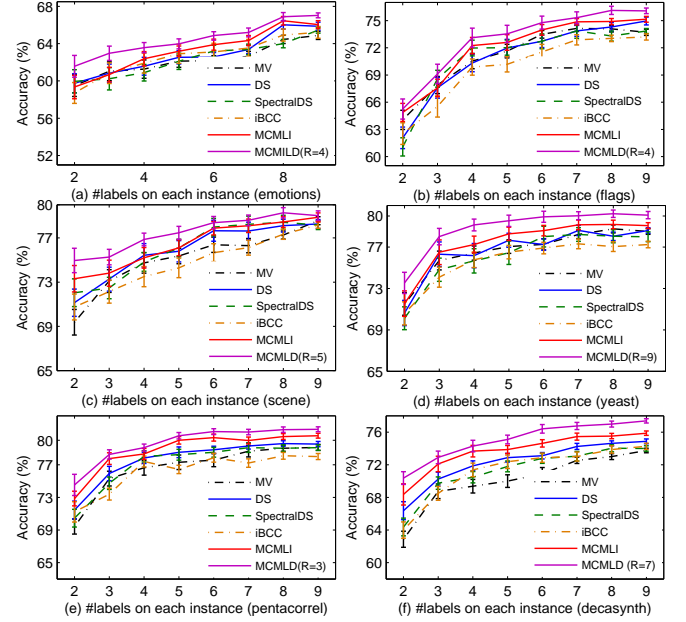 68
64
60
56
52
Accuracy (%)
MV
DS
SpectralDS
iBCC
MCMLI
MCMILD(R=4)
2 3 4 5 6 8
(a) #labels on each instance (emotions)
75
72
69
66
63
60
Accuracy (%)
MV
DS
SpectralDS
iBCC
MCMLI
MCMLD(R=4)
2 3 4 5 6 7 8 9
(b) #labels on each instance (flags)
80
77
73
69
65
Accuracy (%)
MV
DS
SpectralDS
iBCC
MCMLI
MCMLD(R=5)
2 3 4 5 6 7 8 9
(c) #labels on each instance (scene)
80
77
73
69
65
Accuracy (%)
MV
DS
SpectralDS
iBCC
MCMLI
MCMLD(R=9)
2 3 4 5 6 7 8 9
(d) #labels on each instance (yeast)
80
77
73
69
65
Accuracy (%)
MV
DS
SpectralDS
iBCC
MCMLI
MCMLD(R=3)
2 3 4 5 6 7 8 9
(e) #labels on each instance (pentacorrel)
76
72
68
64
60
Accuracy (%)
MV
DS
SpectralDS
iBCC
MCMLI
MCMLD (R=7)
2 3 4 5 6 7 8 9
(f) #labels on each instance (decasynth)